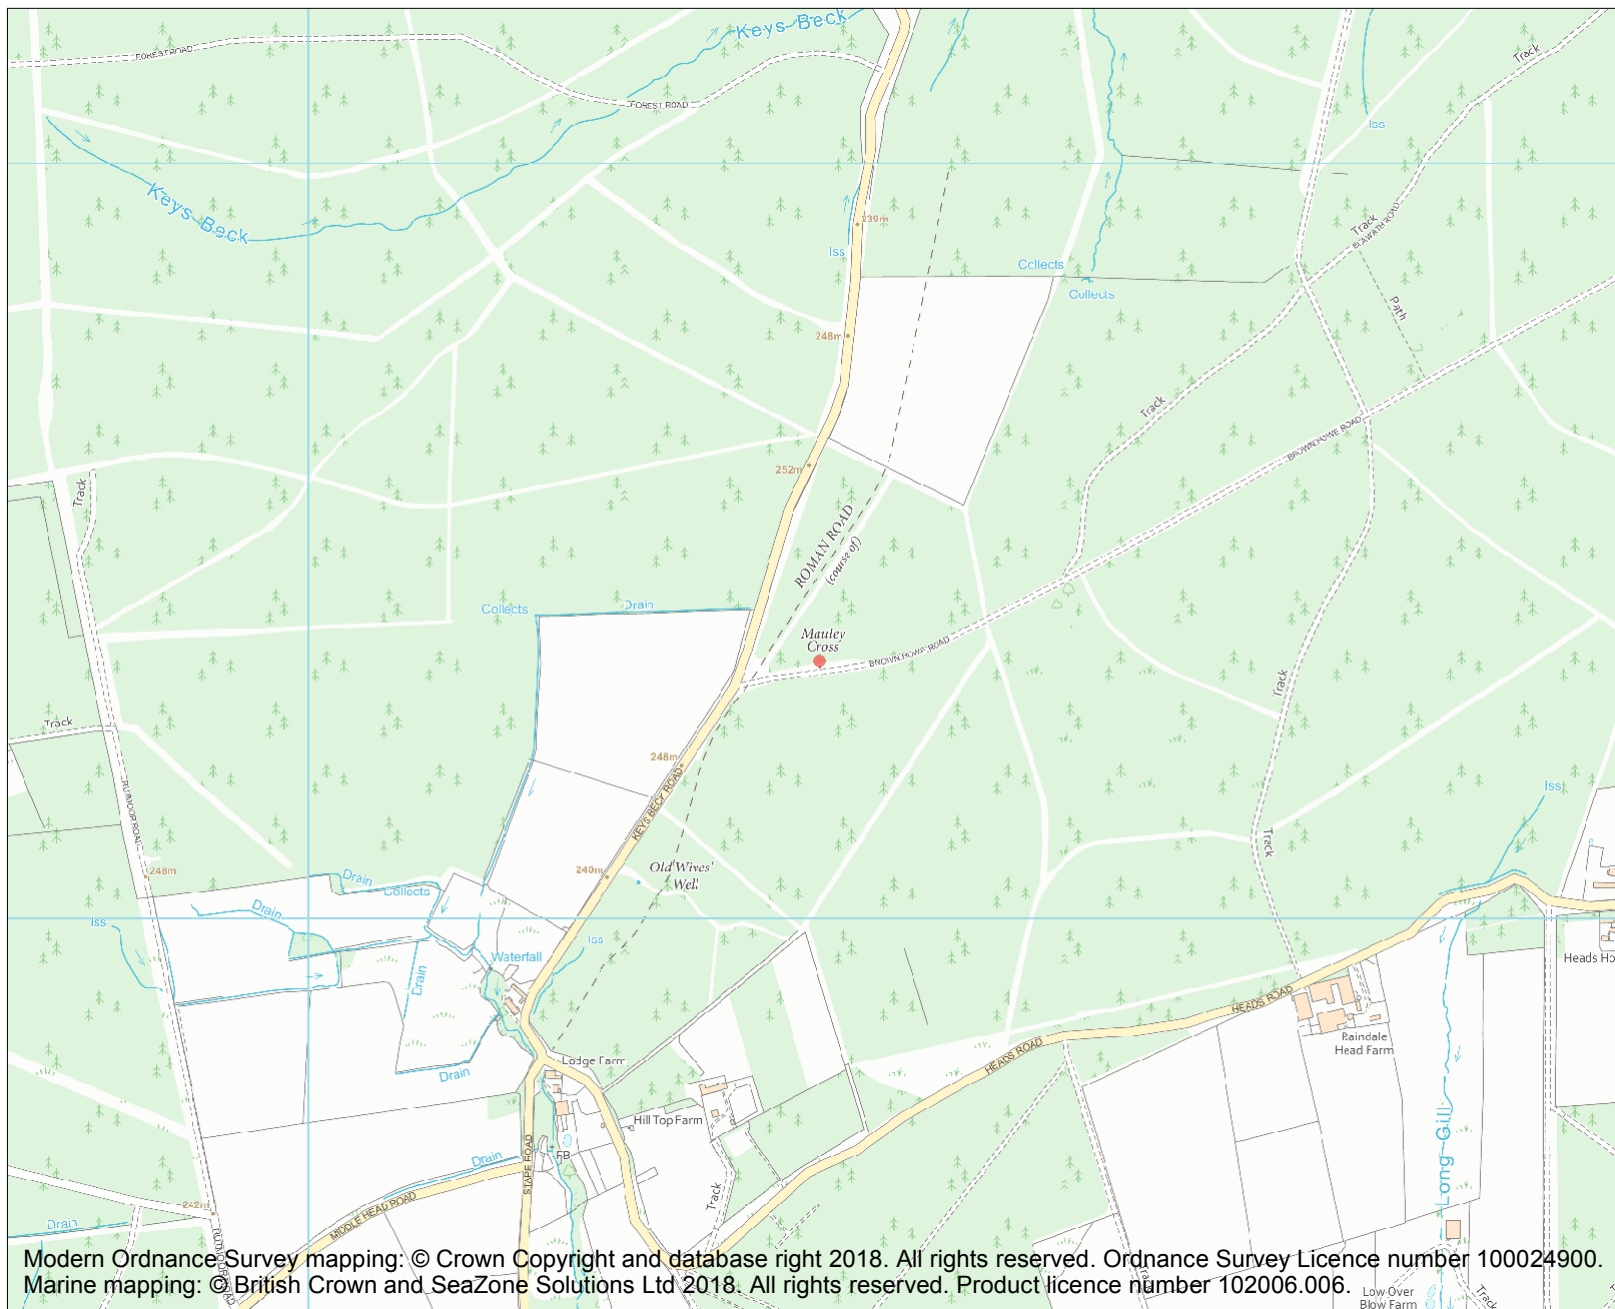 Keys Beck
FOREST ROAD
Track
FOREST ROAD
Iss
Keys Beck
Track
BLAWATH ROAD
239m
Iss
Collects
Collects
Path
248m
Track
BROWN HOWE ROAD
252m
Track
ROMAN ROAD
(course of)
Collects
Drain
Mauley
Cross
BROWN HOWE ROAD
Track
Track
248m
KEYS BECK ROAD
RUDMOOR ROAD
Iss
Track
248m
240m
Old Wives'
Well
Drain
Collects
Iss
Drain
Iss
Waterfall
Heads Ho
Drain
HEADS ROAD
Raindale
Head Farm
HEADS ROAD
Lodge Farm
Drain
Hill Top Farm
Long Gill
STAPE ROAD
FB
Drain
Track
242m
MIDDLE HEAD ROAD
Drain
RUDMOOR ROAD
Modern Ordnance Survey mapping: © Crown Copyright and database right 2018. All rights reserved. Ordnance Survey Licence number 100024900.
Marine mapping: © British Crown and SeaZone Solutions Ltd 2018. All rights reserved. Product licence number 102006.006.
Track
Track
Low Over
Blow Farm